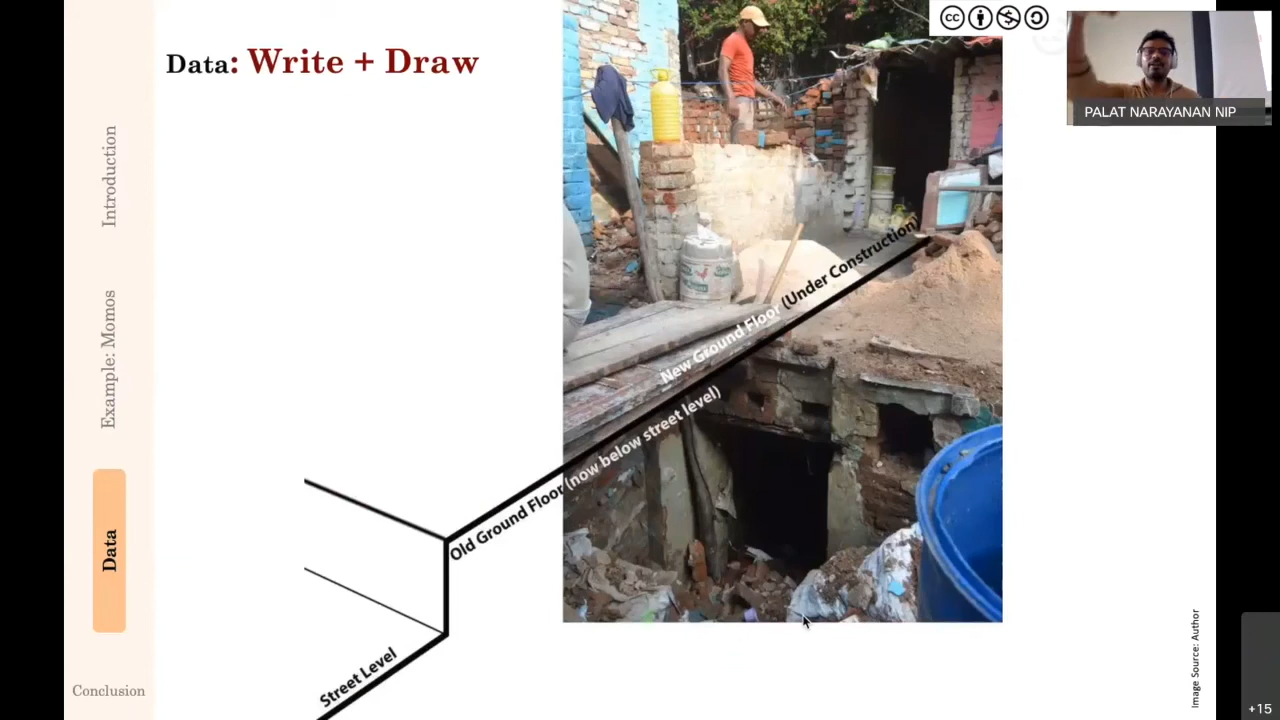 Data: Write + Draw
PALAT NARAYANAN NIP
Introduction
Example: Momos
Data
Conclusion
New Ground Floor (Under Construction)
Old Ground Floor (now below street level)
Street Level
Image Source: Author
+15